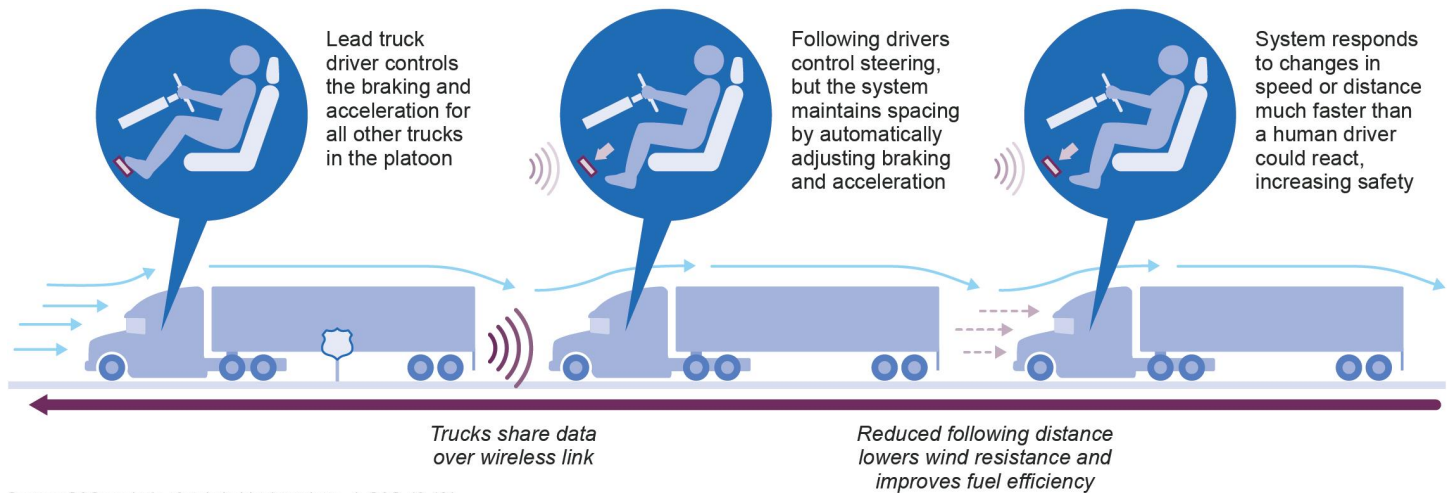 Lead truck
driver controls
the braking and
acceleration for
all other trucks
in the platoon
Following drivers
control steering,
but the system
maintains spacing
by automatically
adjusting braking
and acceleration
System responds
to changes in
speed or distance
much faster than
a human driver
could react,
increasing safety
Trucks share data
over wireless link
Reduced following distance
lowers wind resistance and
improves fuel efficiency